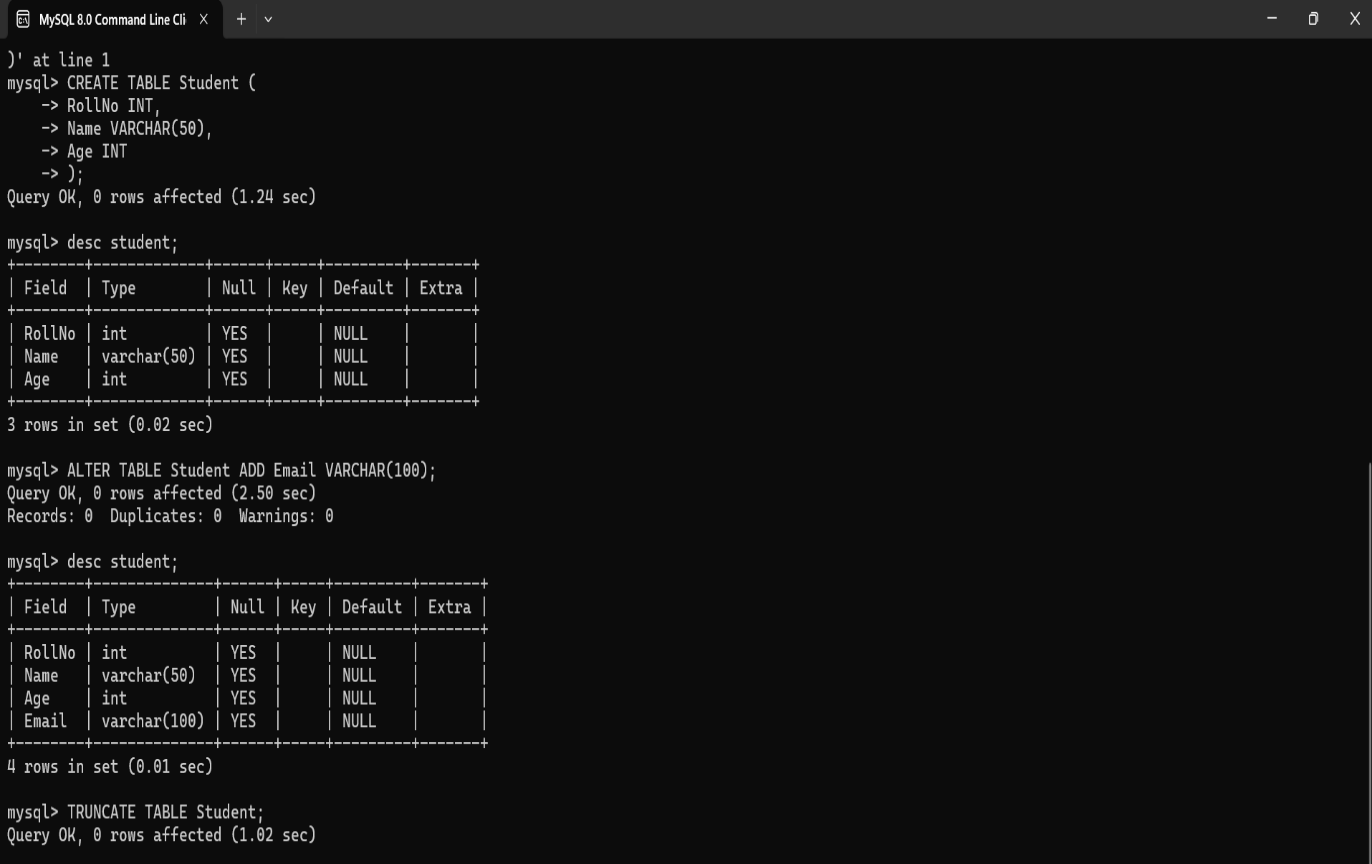 MySQL 8.0 Command Line Cli
)' at line 1
mysql> CREATE TABLE Student (
    -> RollNo INT,
    -> Name VARCHAR(50),
    -> Age INT
    -> );
Query OK, 0 rows affected (1.24 sec)

mysql> desc student;
+--------+-------------+------+-----+---------+-------+
| Field  | Type        | Null | Key | Default | Extra |
+--------+-------------+------+-----+---------+-------+
| RollNo | int         | YES  |     | NULL    |       |
| Name   | varchar(50) | YES  |     | NULL    |       |
| Age    | int         | YES  |     | NULL    |       |
+--------+-------------+------+-----+---------+-------+
3 rows in set (0.02 sec)

mysql> ALTER TABLE Student ADD Email VARCHAR(100);
Query OK, 0 rows affected (2.50 sec)
Records: 0  Duplicates: 0  Warnings: 0

mysql> desc student;
+--------+--------------+------+-----+---------+-------+
| Field  | Type         | Null | Key | Default | Extra |
+--------+--------------+------+-----+---------+-------+
| RollNo | int          | YES  |     | NULL    |       |
| Name   | varchar(50)  | YES  |     | NULL    |       |
| Age    | int          | YES  |     | NULL    |       |
| Email  | varchar(100) | YES  |     | NULL    |       |
+--------+--------------+------+-----+---------+-------+
4 rows in set (0.01 sec)

mysql> TRUNCATE TABLE Student;
Query OK, 0 rows affected (1.02 sec)